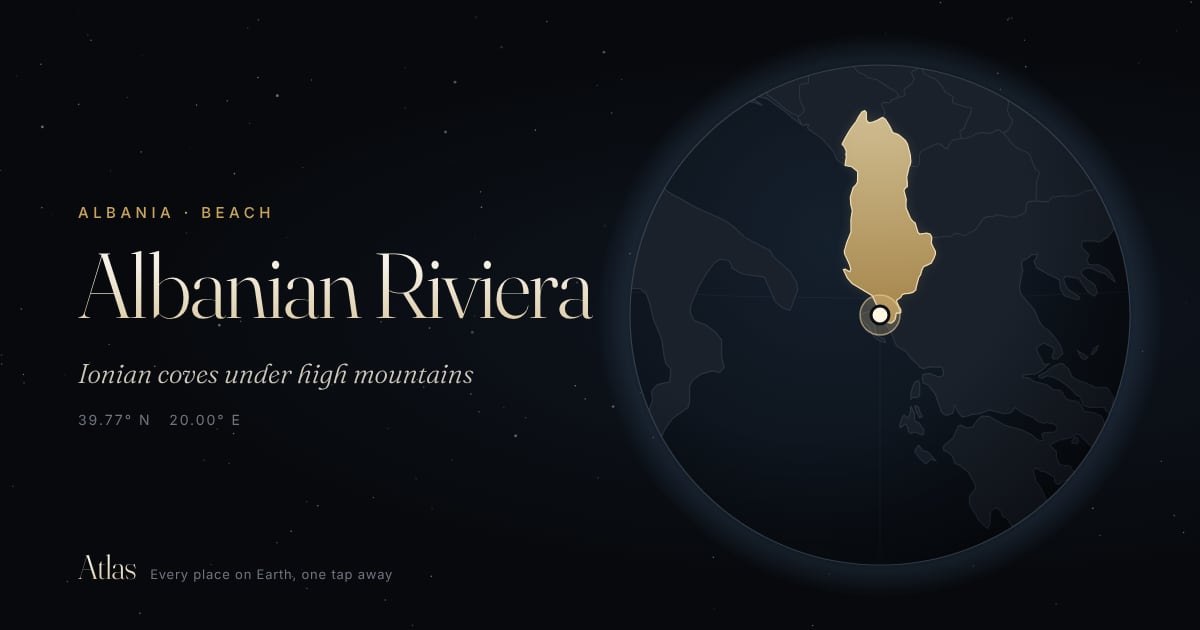 ALBANIA · BEACH
Albanian Riviera
Ionian coves under high mountains
39.77° N 20.00° E
Atlas Every place on Earth, one tap away